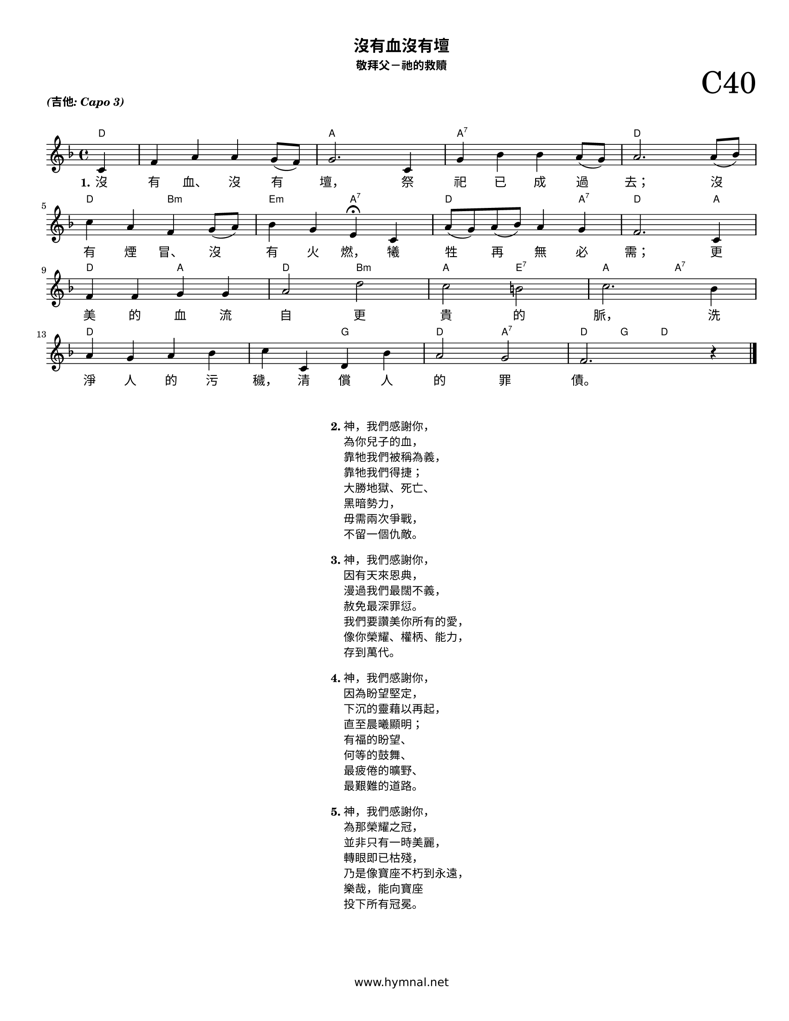 沒有血沒有壇
敬拜父－祂的救贖
C40
(吉他: Capo 3)
D A A7 D
1. 沒 有 血、 沒 有 壇， 祭 祀 已 成 過 去； 沒
5
D Bm Em A7 D A7 D A
有 煙 冒、 沒 有 火 燃， 犧 牲 再 無 必 需； 更
9
D A D Bm A E7 A A7
美 的 血 流 自 更 貴 的 脈， 洗
13
D G D A7 D G D
淨 人 的 污 穢， 清 償 人 的 罪 債。
2. 神，我們感謝你，
為你兒子的血，
靠牠我們被稱為義，
靠牠我們得捷；
大勝地獄、死亡、
黑暗勢力，
毋需兩次爭戰，
不留一個仇敵。
3. 神，我們感謝你，
因有天來恩典，
漫過我們最闊不義，
赦免最深罪愆。
我們要讚美你所有的愛，
像你榮耀、權柄、能力，
存到萬代。
4. 神，我們感謝你，
因為盼望堅定，
下沉的靈藉以再起，
直至晨曦顯明；
有福的盼望、
何等的鼓舞、
最疲倦的曠野、
最艱難的道路。
5. 神，我們感謝你，
為那榮耀之冠，
並非只有一時美麗，
轉眼即已枯殘，
乃是像寶座不朽到永遠，
樂哉，能向寶座
投下所有冠冕。
www.hymnal.net